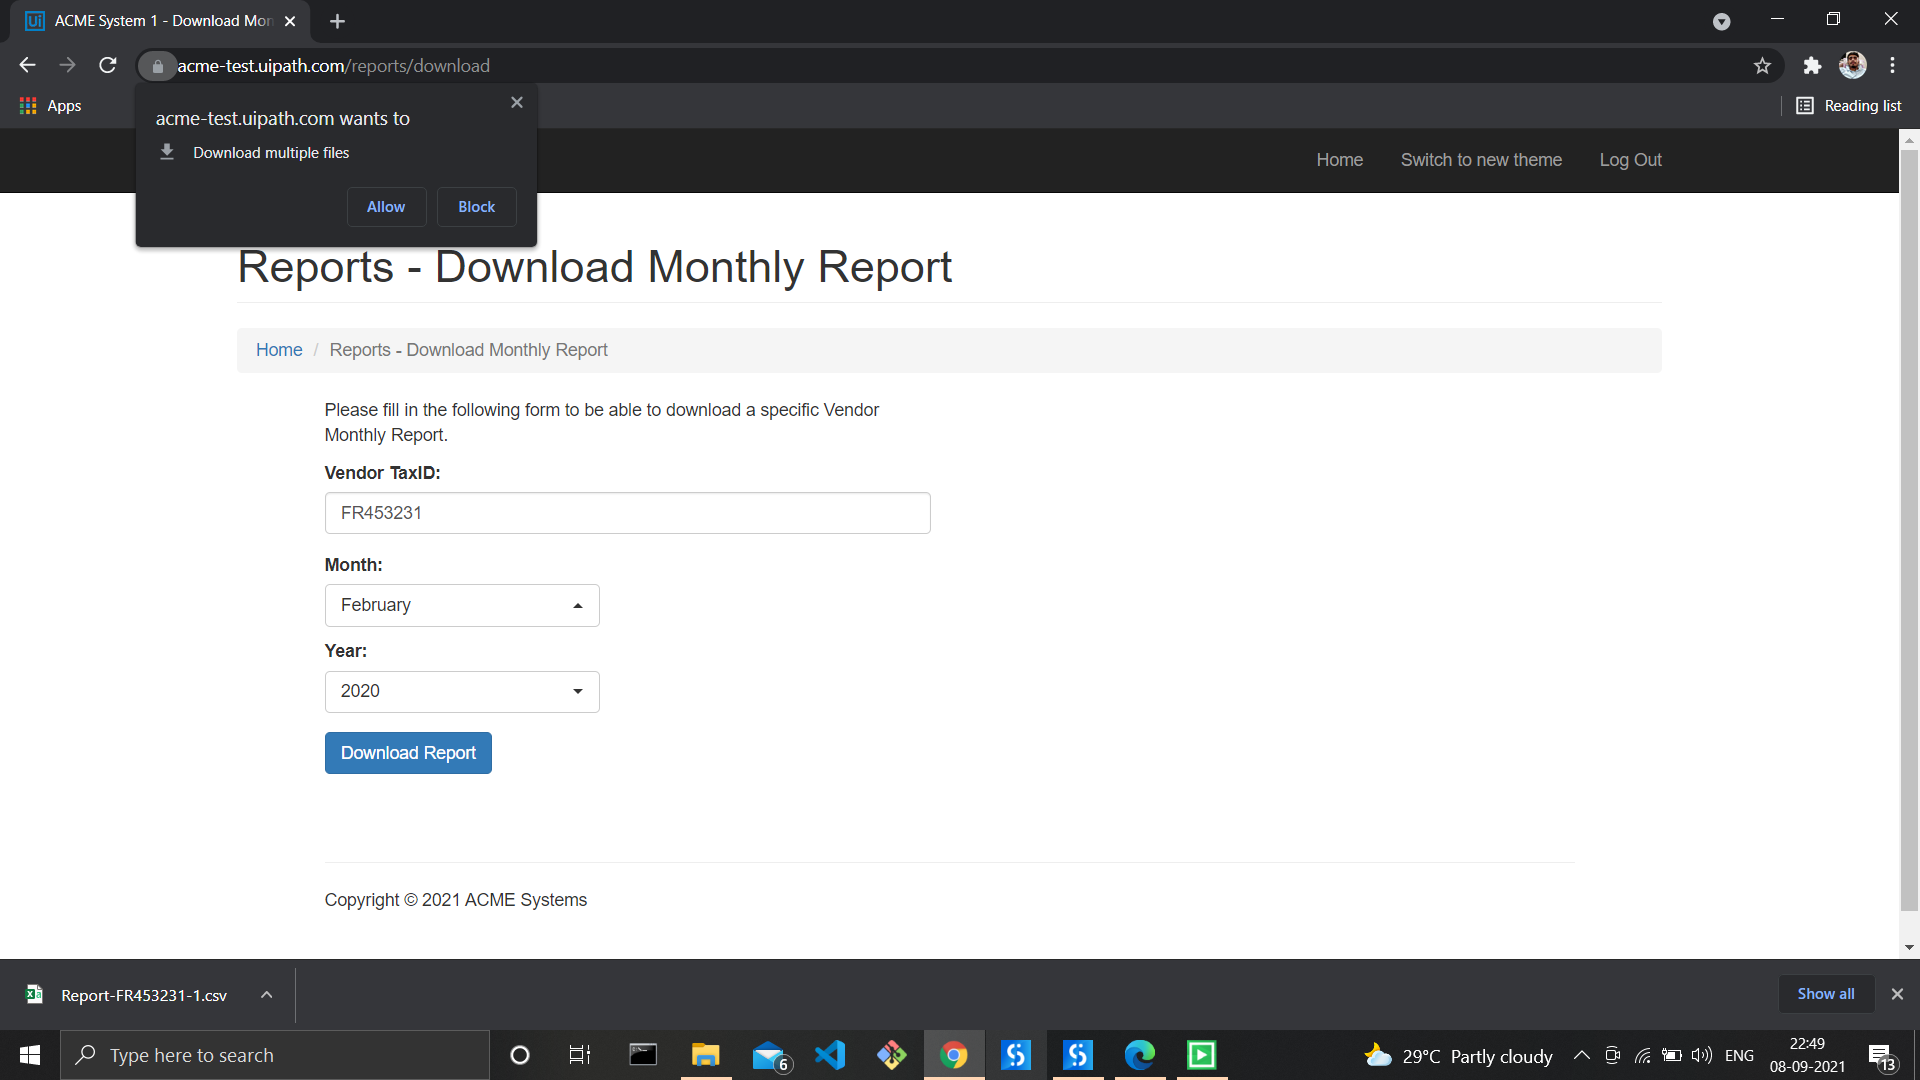 ACME System 1 - Download Mon
acme-test.uipath.com/reports/download
Apps
Reading list
acme-test.uipath.com wants to
Download multiple files
Allow
Block
Home
Switch to new theme
Log Out
Reports - Download Monthly Report
Home / Reports - Download Monthly Report
Please fill in the following form to be able to download a specific Vendor
Monthly Report.
Vendor TaxID:
FR453231
Month:
February
Year:
2020
Download Report
Copyright © 2021 ACME Systems
Report-FR453231-1.csv
Show all
Type here to search
6
29°C Partly cloudy
ENG
22:49
08-09-2021
13